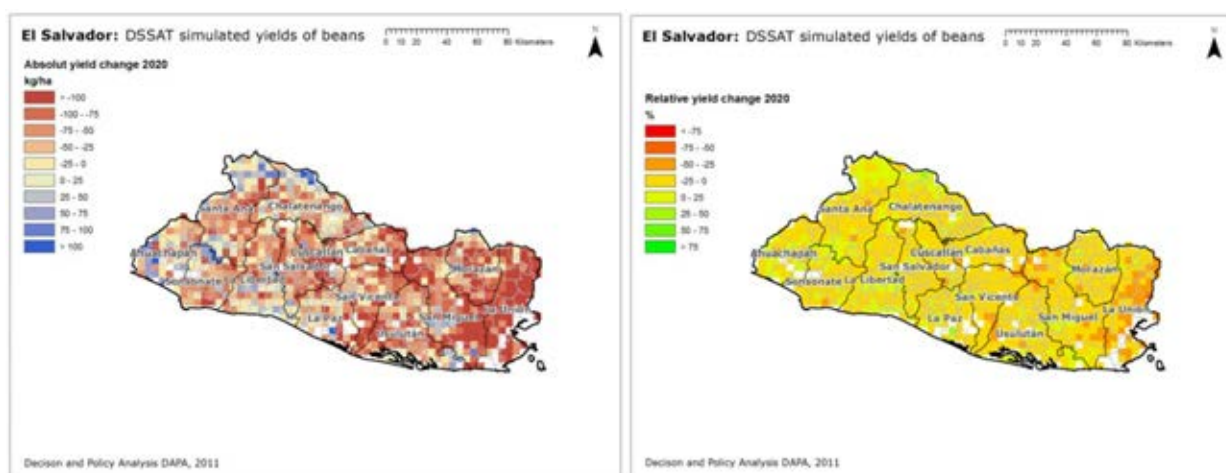 El Salvador: DSSAT simulated yields of beans
0 10 20 40 60 80 Kilometers
N
Absolut yield change 2020
kg/ha
< -100
-100 - -75
-75 - -50
-50 - -25
-25 - 0
0 - 25
25 - 50
50 - 75
75 - 100
> 100
Santa Ana
Chalatenango
Ahuachapán
Cuscatlán
Cabañas
San Salvador
Morazán
Sonsonate
La Libertad
San Vicente
La Unión
La Paz
San Miguel
Usulután
Decison and Policy Analysis DAPA, 2011
El Salvador: DSSAT simulated yields of beans
0 10 20 40 60 80 Kilometers
N
Relative yield change 2020
%
< -75
-75 - -50
-50 - -25
-25 - 0
0 - 25
25 - 50
50 - 75
> 75
Santa Ana
Chalatenango
Ahuachapán
Cuscatlán
Cabañas
San Salvador
Morazán
Sonsonate
La Libertad
San Vicente
La Unión
La Paz
San Miguel
Usulután
Decison and Policy Analysis DAPA, 2011